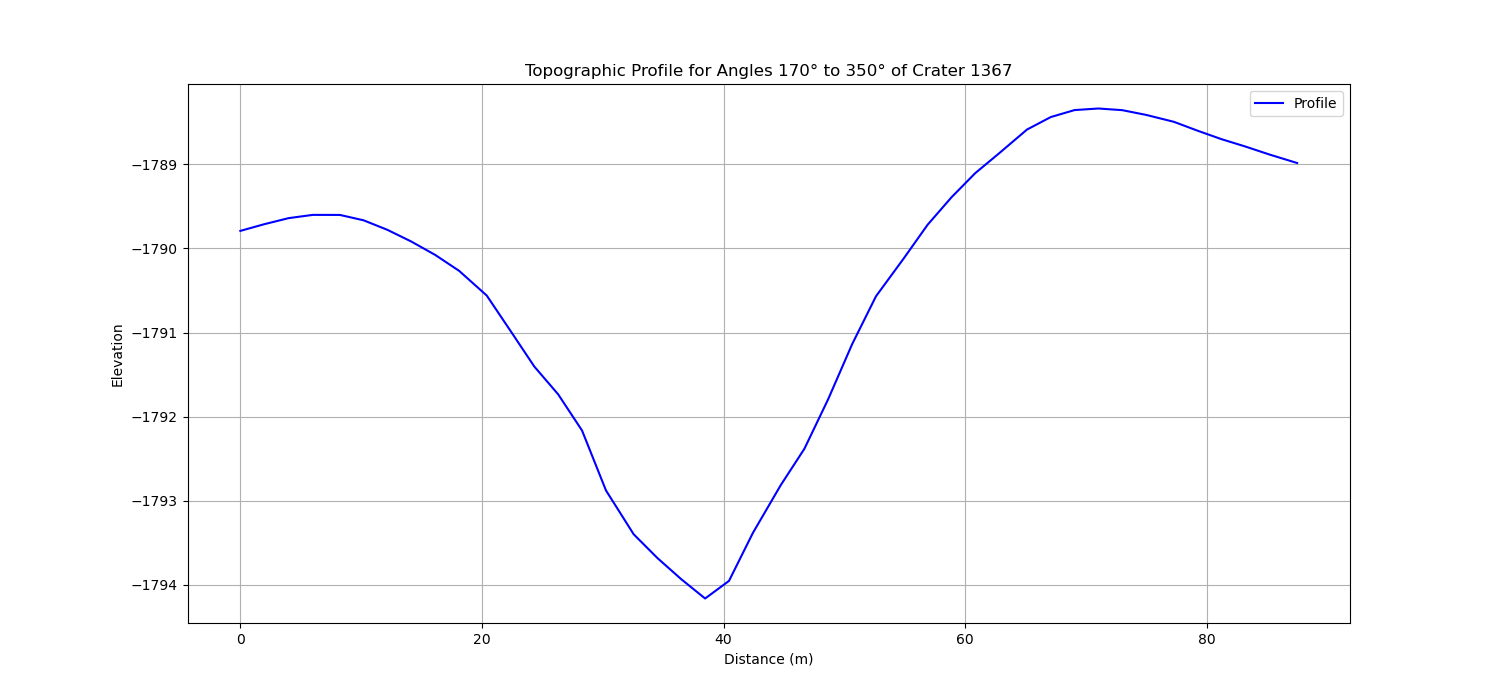 Topographic Profile for Angles 170° to 350° of Crater 1367
Profile
−1789
−1790
−1791
−1792
−1793
−1794
Elevation
0 20 40 60 80
Distance (m)